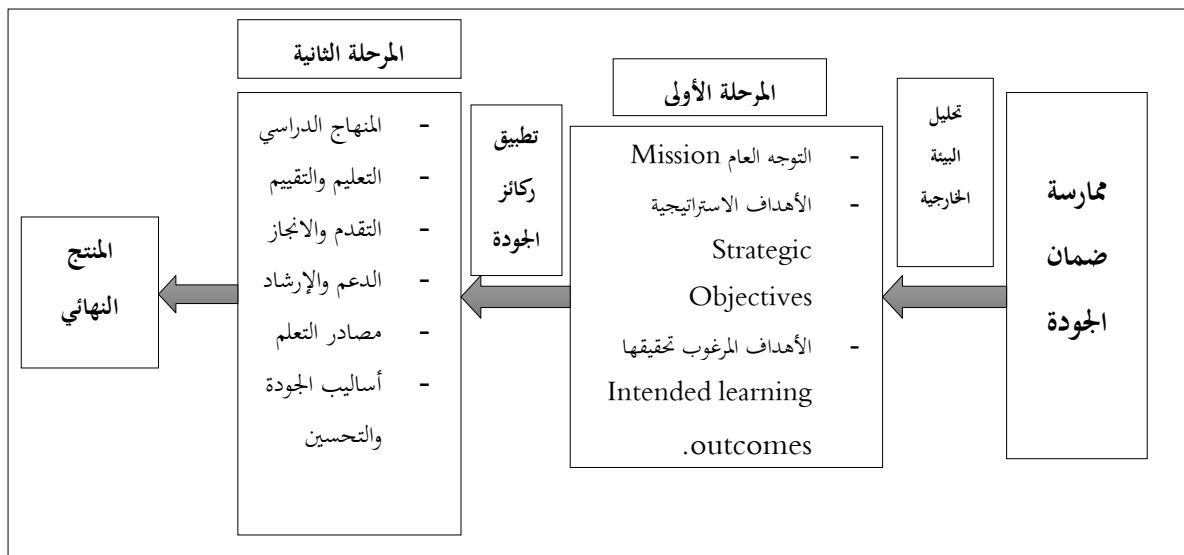 ممارسة
ضمان
الجودة
تحليل
البيئة
الخارجية
المرحلة الأولى
- التوجه العام Mission
- الأهداف الاستراتيجية
Strategic
Objectives
- الأهداف المرغوب تحقيقها
Intended learning
outcomes.
تطبيق
ركائز
الجودة
المرحلة الثانية
- المنهاج الدراسي
- التعليم والتقييم
- التقدم والانجاز
- الدعم والإرشاد
- مصادر التعلم
- أساليب الجودة
والتحسين
المنتج
النهائي